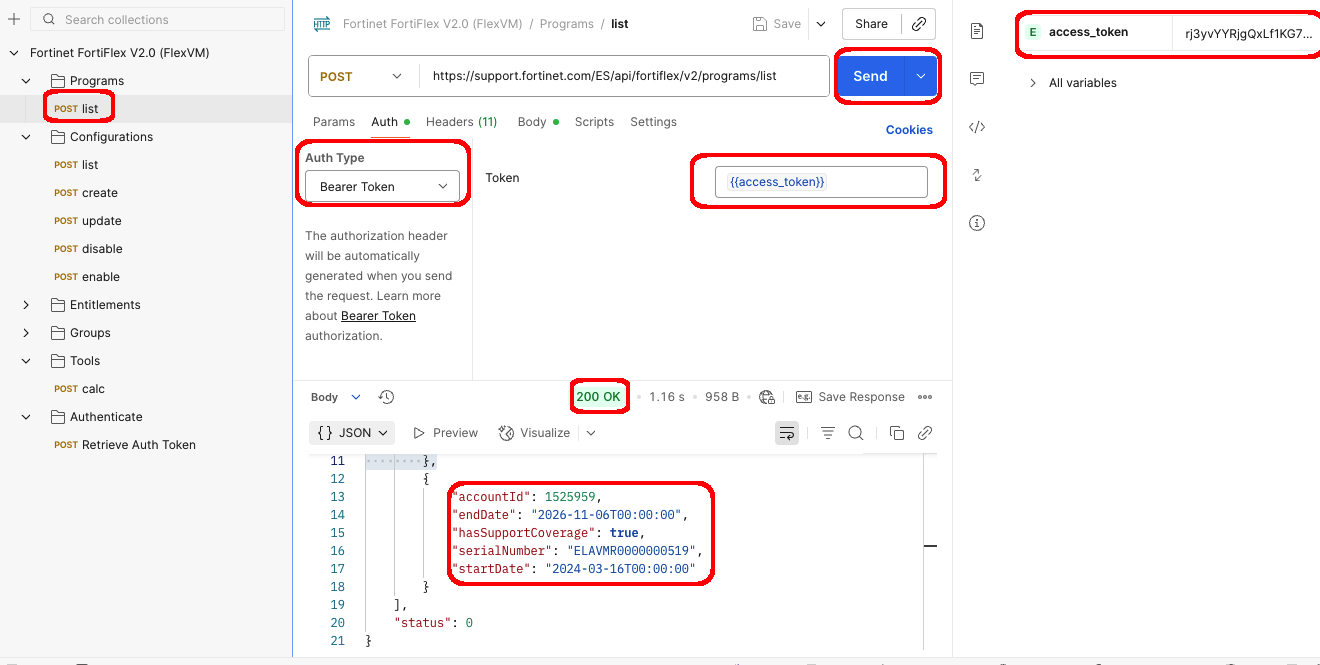 Search collections
Fortinet FortiFlex V2.0 (FlexVM)
Programs
POST list
Configurations
POST list
POST create
POST update
POST disable
POST enable
Entitlements
Groups
Tools
POST calc
Authenticate
POST Retrieve Auth Token
HTTP Fortinet FortiFlex V2.0 (FlexVM) / Programs / list
Save
Share
POST
https://support.fortinet.com/ES/api/fortiflex/v2/programs/list
Send
Params Auth Headers (11) Body Scripts Settings
Cookies
Auth Type
Bearer Token
Token
{{access_token}}
The authorization header
will be automatically
generated when you send
the request. Learn more
about Bearer Token
authorization.
Body
200 OK
1.16 s
958 B
e.g. Save Response
{} JSON
Preview
Visualize
11 },
12 {
13 "accountId": 1525959,
14 "endDate": "2026-11-06T00:00:00",
15 "hasSupportCoverage": true,
16 "serialNumber": "ELAVMR0000000519",
17 "startDate": "2024-03-16T00:00:00"
18 }
19 ],
20 "status": 0
21 }
E access_token rj3yvYYRjgQxLf1KG7...
All variables